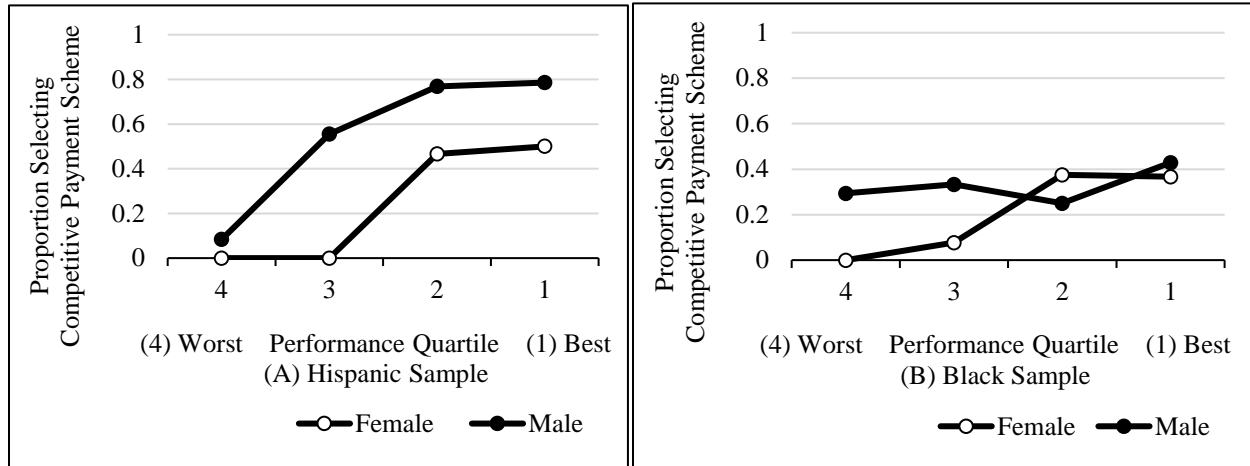 Proportion Selecting
Competitive Payment Scheme
1
0.8
0.6
0.4
0.2
0
4 3 2 1
(4) Worst Performance Quartile (1) Best
(A) Hispanic Sample
Female Male
Proportion Selecting
Competitive Payment Scheme
1
0.8
0.6
0.4
0.2
0
4 3 2 1
(4) Worst Performance Quartile (1) Best
(B) Black Sample
Female Male